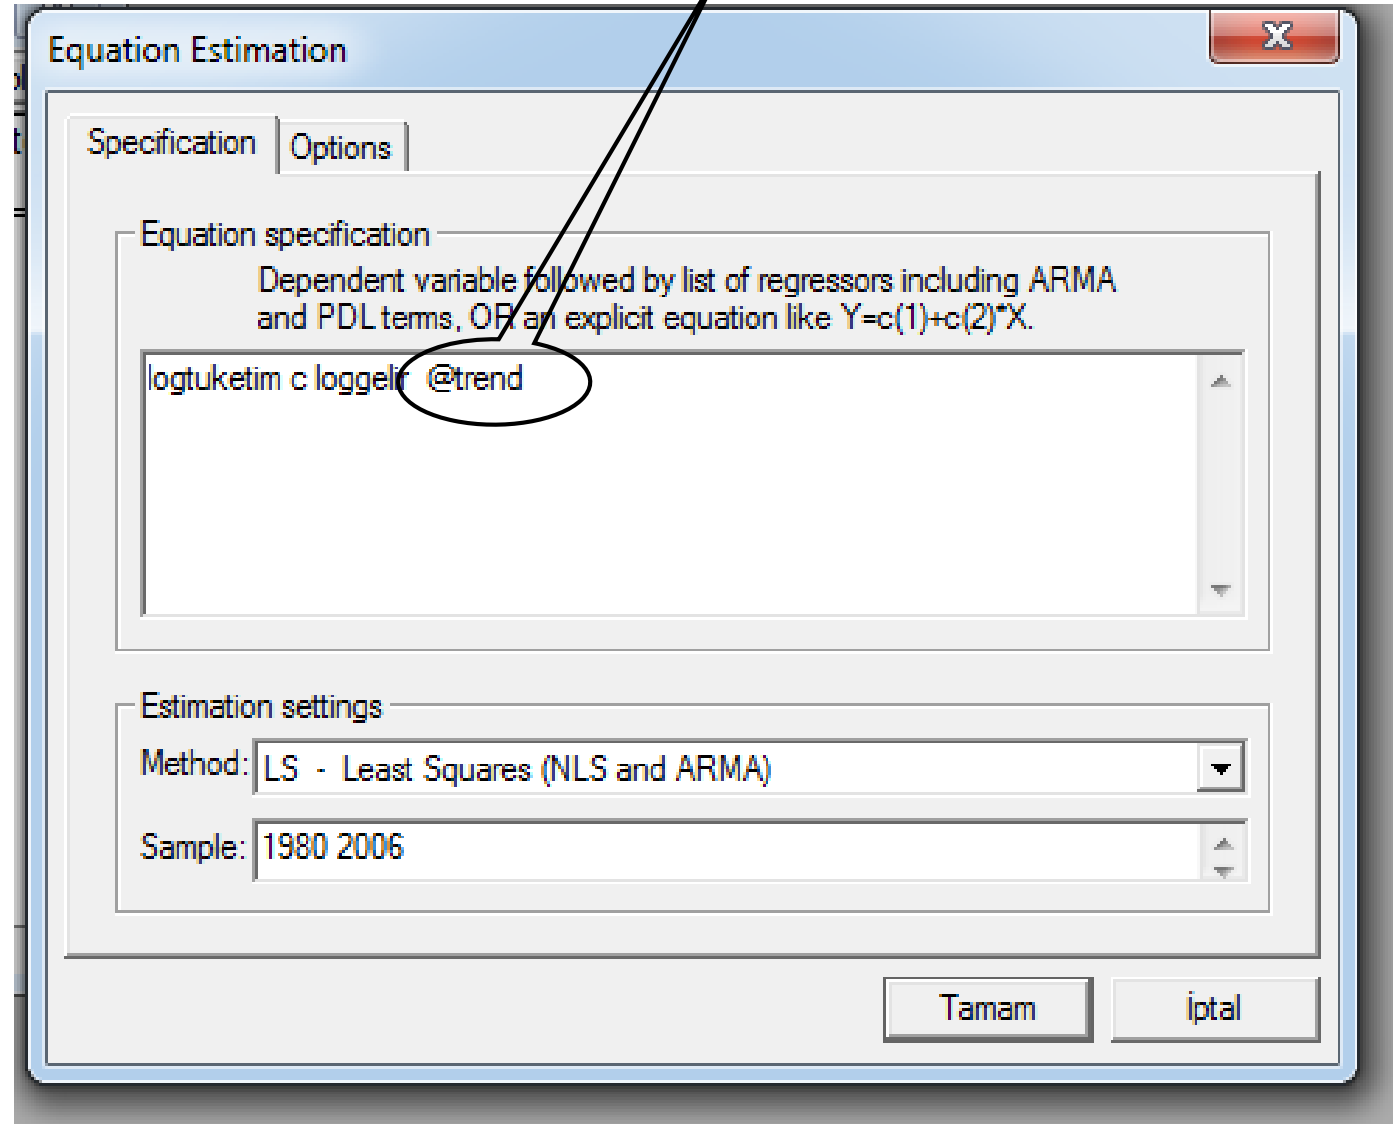 Equation Estimation
Specification
Options
Equation specification
Dependent variable followed by list of regressors including ARMA
and PDL terms, OR an explicit equation like Y=c(1)+c(2)*X.
logtuketim c loggelir @trend
Estimation settings
Method: LS - Least Squares (NLS and ARMA)
Sample: 1980 2006
Tamam
İptal